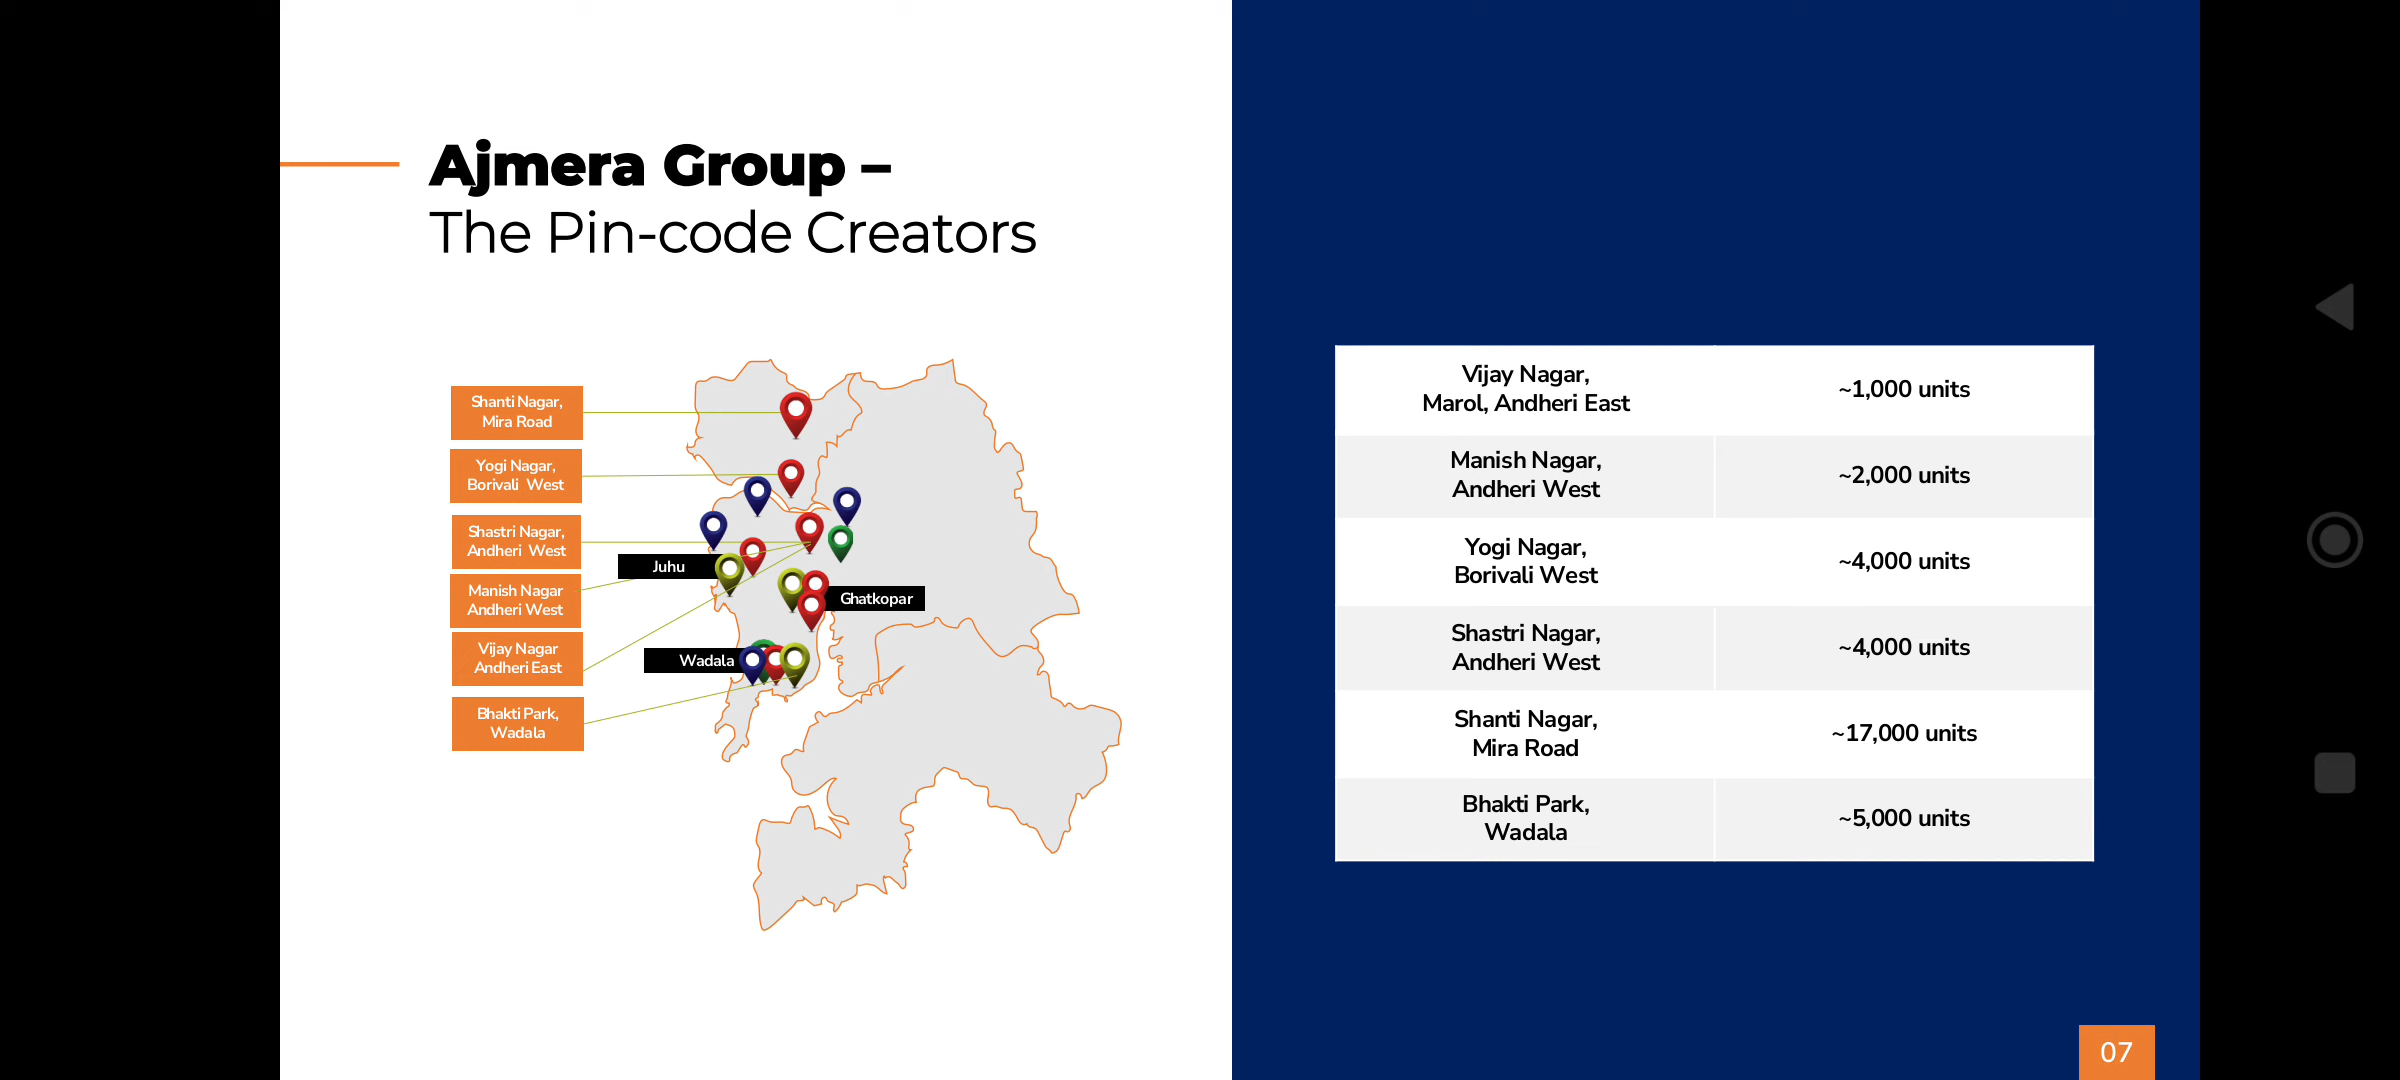 Ajmera Group –
The Pin-code Creators
Shanti Nagar,
Mira Road
Yogi Nagar,
Borivali West
Shastri Nagar,
Andheri West
Juhu
Manish Nagar
Andheri West
Ghatkopar
Vijay Nagar
Andheri East
Wadala
Bhakti Park,
Wadala
Vijay Nagar,
Marol, Andheri East
~1,000 units
Manish Nagar,
Andheri West
~2,000 units
Yogi Nagar,
Borivali West
~4,000 units
Shastri Nagar,
Andheri West
~4,000 units
Shanti Nagar,
Mira Road
~17,000 units
Bhakti Park,
Wadala
~5,000 units
07